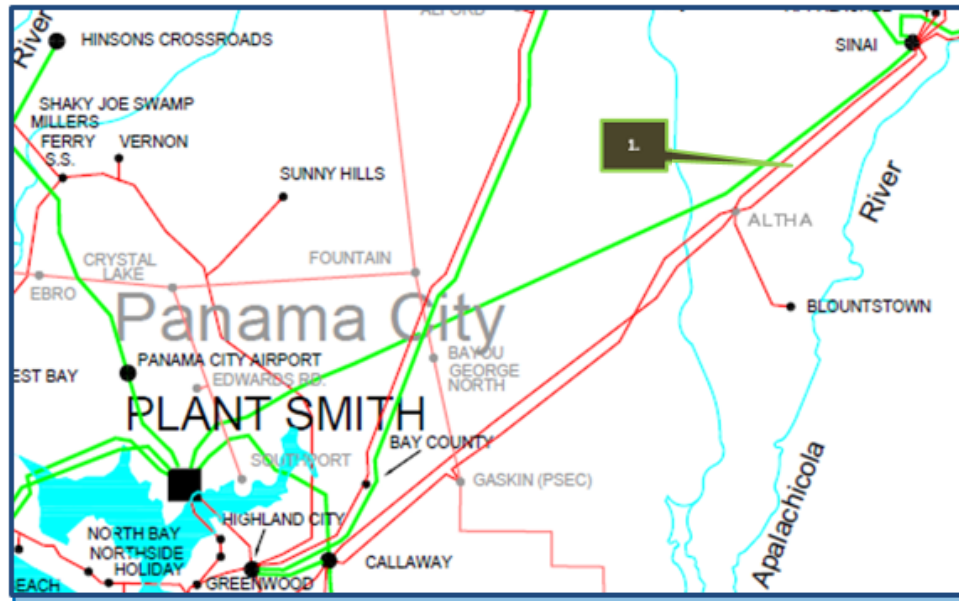 ALFORD
River
HINSONS CROSSROADS
SINAI
SHAKY JOE SWAMP
MILLERS
FERRY
S.S.
VERNON
1.
SUNNY HILLS
River
ALTHA
FOUNTAIN
CRYSTAL
LAKE
EBRO
BLOUNTSTOWN
Panama City
PANAMA CITY AIRPORT
BAYOU
GEORGE
NORTH
EST BAY
EDWARDS RD.
PLANT SMITH
BAY COUNTY
SOUTHPORT
GASKIN (PSEC)
HIGHLAND CITY
Apalachicola
NORTH BAY
NORTHSIDE
HOLIDAY
CALLAWAY
GREENWOOD
BEACH